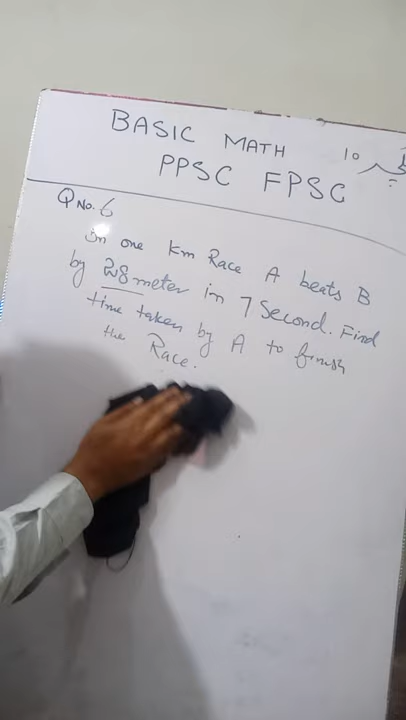 BASIC MATH
PPSC FPSC
10
Q No. 6
In one Km Race A beats B
by 28 meter in 7 Second. Find
time taken by A to finish
the Race.